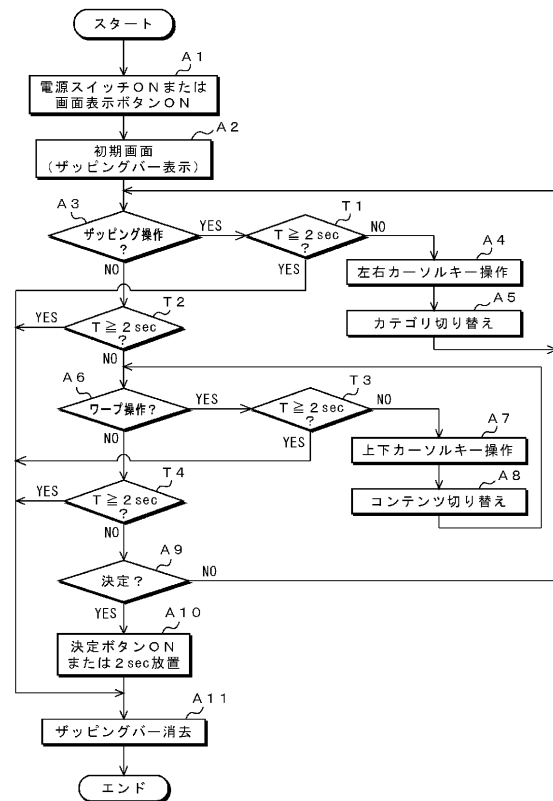 スタート
A1
電源スイッチONまたは
画面表示ボタンON
A2
初期画面
(ザッピングバー表示)
A3
ザッピング操作
?
YES
NO
T1
T≧2sec
?
NO
YES
A4
左右カーソルキー操作
A5
カテゴリ切り替え
T2
T≧2sec
?
YES
NO
A6
ワープ操作?
YES
NO
T3
T≧2sec
?
NO
YES
A7
上下カーソルキー操作
A8
コンテンツ切り替え
T4
T≧2sec
?
YES
NO
A9
決定?
NO
YES
A10
決定ボタンON
または2sec放置
A11
ザッピングバー消去
エンド